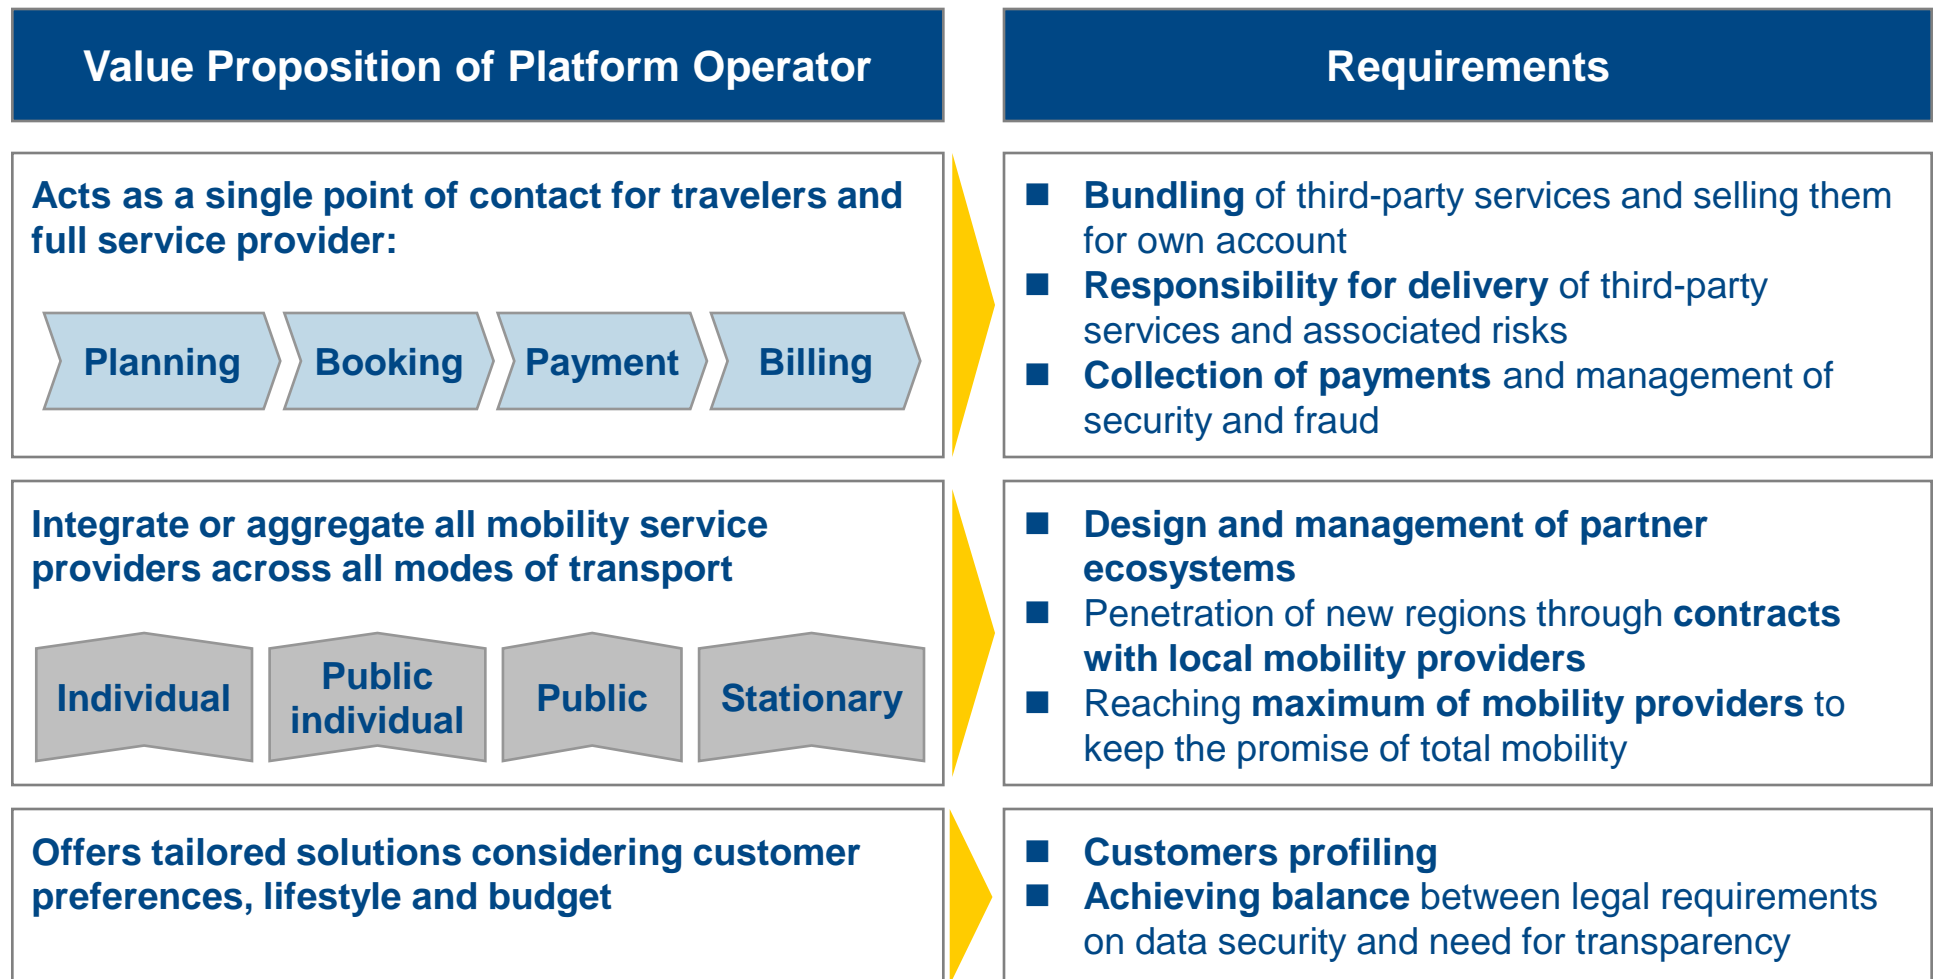 Value Proposition of Platform Operator
Requirements
Acts as a single point of contact for travelers and
full service provider:
Planning
Booking
Payment
Billing
■ Bundling of third-party services and selling them
for own account
■ Responsibility for delivery of third-party
services and associated risks
■ Collection of payments and management of
security and fraud
Integrate or aggregate all mobility service
providers across all modes of transport
Individual
Public
individual
Public
Stationary
■ Design and management of partner
ecosystems
■ Penetration of new regions through contracts
with local mobility providers
■ Reaching maximum of mobility providers to
keep the promise of total mobility
Offers tailored solutions considering customer
preferences, lifestyle and budget
■ Customers profiling
■ Achieving balance between legal requirements
on data security and need for transparency